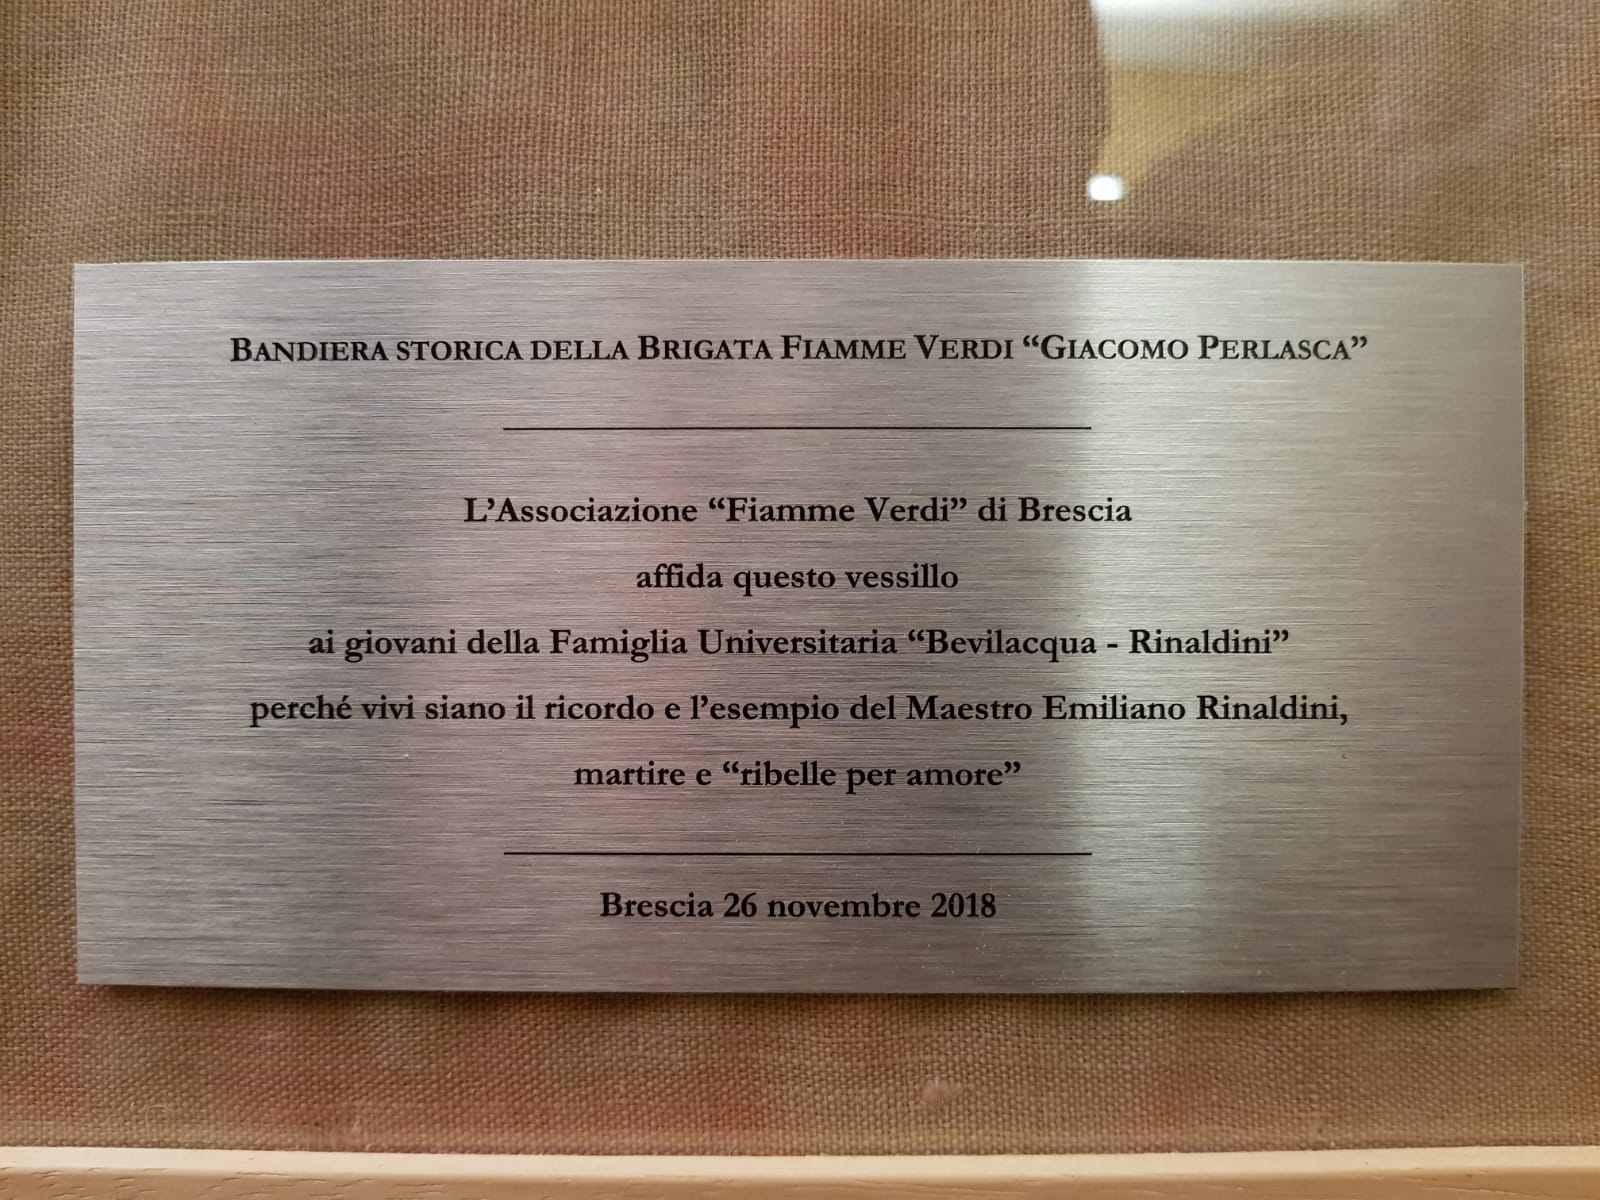 BANDIERA STORICA DELLA BRIGATA FIAMME VERDI “GIACOMO PERLASCA”
L’Associazione “Fiamme Verdi” di Brescia
affida questo vessillo
ai giovani della Famiglia Universitaria “Bevilacqua - Rinaldini”
perché vivi siano il ricordo e l’esempio del Maestro Emiliano Rinaldini,
martire e “ribelle per amore”
Brescia 26 novembre 2018